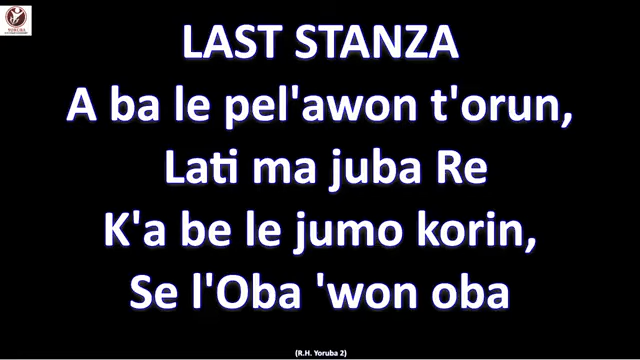 YORUBA
LAST STANZA
A ba le pel'awon t'orun,
Lati ma juba Re
K'a be le jumo korin,
Se l'Oba 'won oba
(R.H. Yoruba 2)